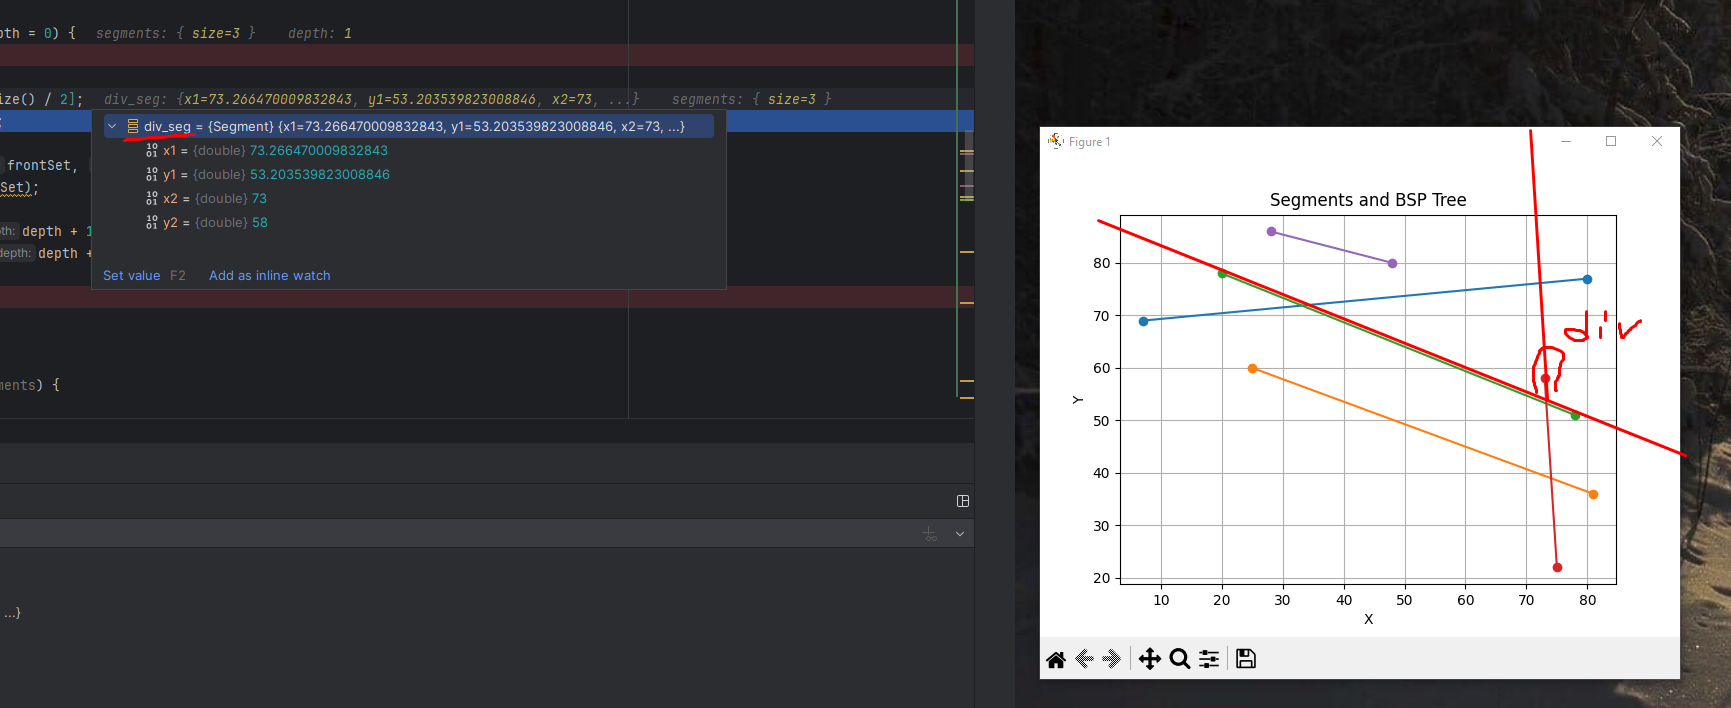 pth = 0) {   segments: { size=3 }    depth: 1
ize() / 2];   div_seg: {x1=73.266470009832843, y1=53.203539823008846, x2=73, ...}    segments: { size=3 }
;
div_seg = {Segment} {x1=73.266470009832843, y1=53.203539823008846, x2=73, ...}
x1 = {double} 73.266470009832843
frontSet,
y1 = {double} 53.203539823008846
Set);
x2 = {double} 73
y2 = {double} 58
pth: depth + 1
depth: depth +
Set value F2 Add as inline watch
ments) {
...}
Figure 1
Segments and BSP Tree
div
80
70
60
50
40
30
20
Y
10 20 30 40 50 60 70 80
X